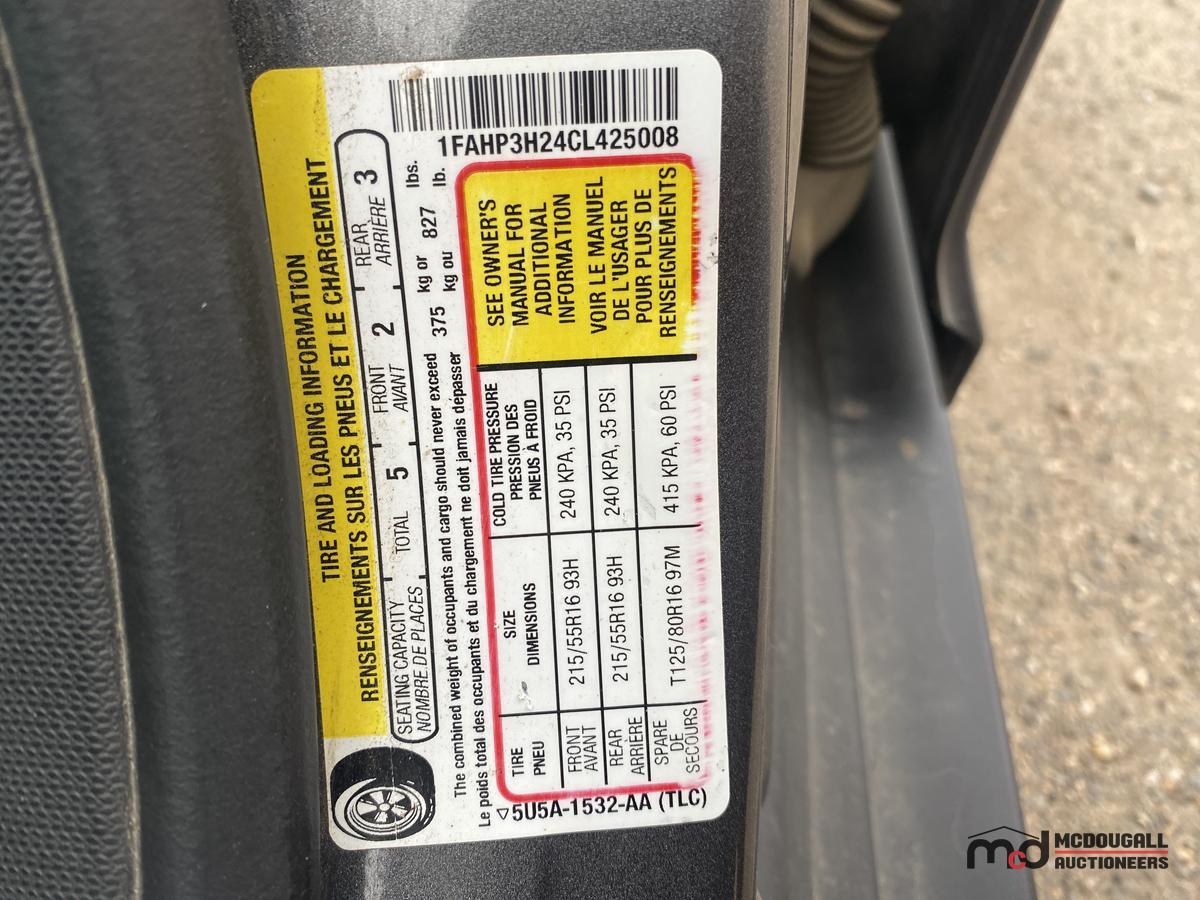 TIRE AND LOADING INFORMATION
RENSEIGNEMENTS SUR LES PNEUS ET LE CHARGEMENT
SEATING CAPACITY TOTAL 5 FRONT 2 REAR 3
NOMBRE DE PLACES AVANT ARRIÈRE
The combined weight of occupants and cargo should never exceed 375 kg or 827 lbs.
Le poids total des occupants et du chargement ne doit jamais dépasser kg ou lb.
1FAHP3H24CL425008
TIRE SIZE COLD TIRE PRESSURE
PNEU DIMENSIONS PRESSION DES
PNEUS À FROID
FRONT 215/55R16 93H 240 KPA, 35 PSI
AVANT
REAR 215/55R16 93H 240 KPA, 35 PSI
ARRIERE
SPARE T125/80R16 97M 415 KPA, 60 PSI
DE
SECOURS
SEE OWNER'S
MANUAL FOR
ADDITIONAL
INFORMATION
VOIR LE MANUEL
DE L'USAGER
POUR PLUS DE
RENSEIGNEMENTS
5U5A-1532-AA (TLC)
mcd MCDOUGALL
AUCTIONEERS